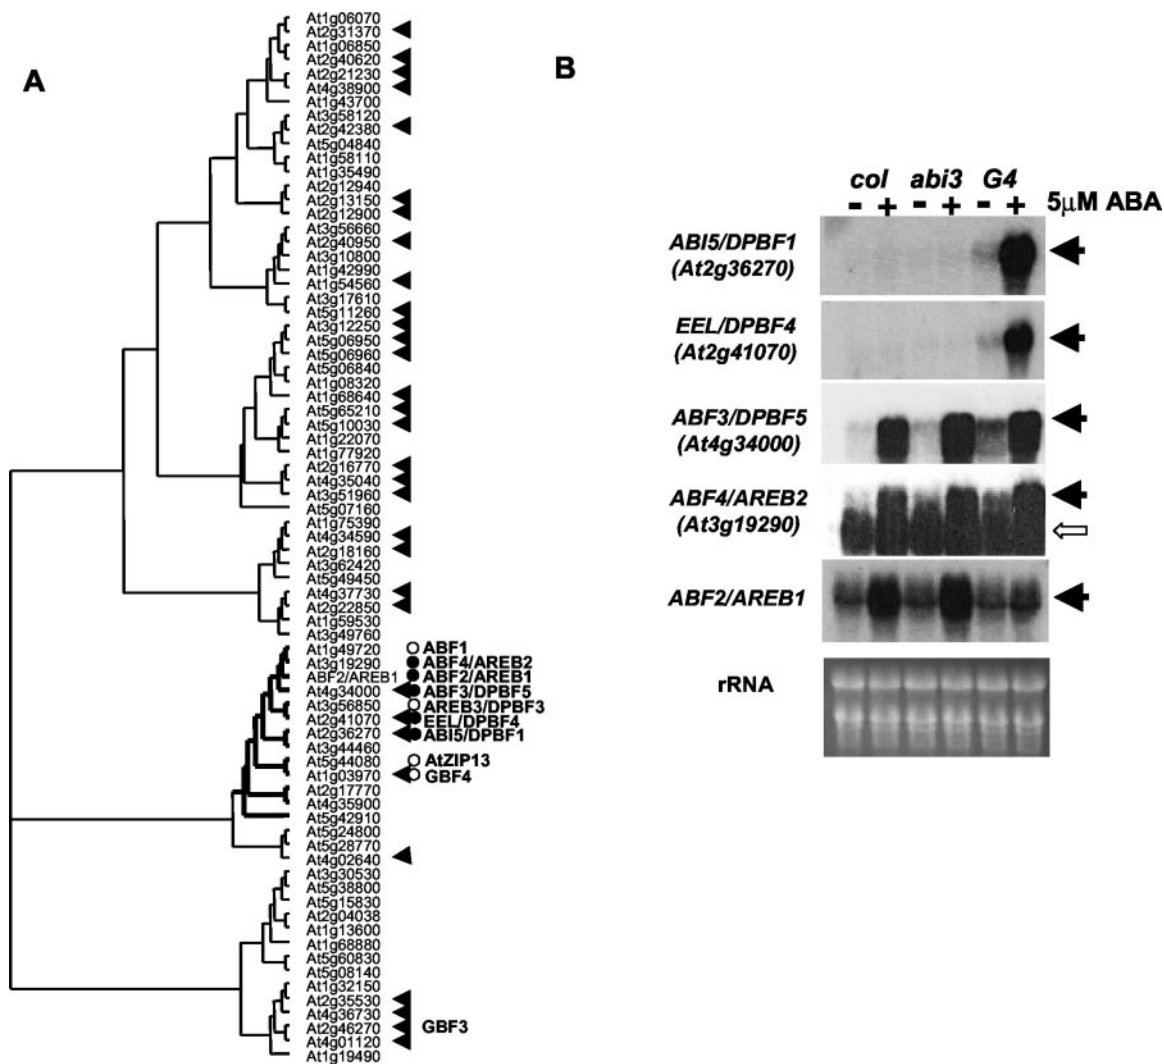 A
At1g06070
At2g31370
At1g06850
At2g40620
At2g21230
At4g38900
At1g43700
At3g58120
At2g42380
At5g04840
At1g58110
At1g35490
At2g12940
At2g13150
At2g12900
At3g56660
At2g40950
At3g10800
At1g42990
At1g54560
At3g17610
At5g11260
At3g12250
At5g06950
At5g06960
At5g06840
At1g08320
At1g68640
At5g65210
At5g10030
At1g22070
At1g77920
At2g16770
At4g35040
At3g51960
At5g07160
At1g75390
At4g34590
At2g18160
At3g62420
At5g49450
At4g37730
At2g22850
At1g59530
At3g49760
At1g49720 ABF1
At3g19290 ABF4/AREB2
ABF2/AREB1 ABF2/AREB1
At4g34000 ABF3/DPBF5
At3g56850 AREB3/DPBF3
At2g41070 EEL/DPBF4
At2g36270 ABI5/DPBF1
At3g44460
At5g44080 AtZIP13
At1g03970 GBF4
At2g17770
At4g35900
At5g42910
At5g24800
At5g28770
At4g02640
At3g30530
At5g38800
At5g15830
At2g04038
At1g13600
At1g68880
At5g60830
At5g08140
At1g32150
At2g35530
At4g36730
At2g46270 GBF3
At4g01120
At1g19490
B
col abi3 G4
- + - + - + 5µM ABA
ABI5/DPBF1
(At2g36270)
EEL/DPBF4
(At2g41070)
ABF3/DPBF5
(At4g34000)
ABF4/AREB2
(At3g19290)
ABF2/AREB1
rRNA